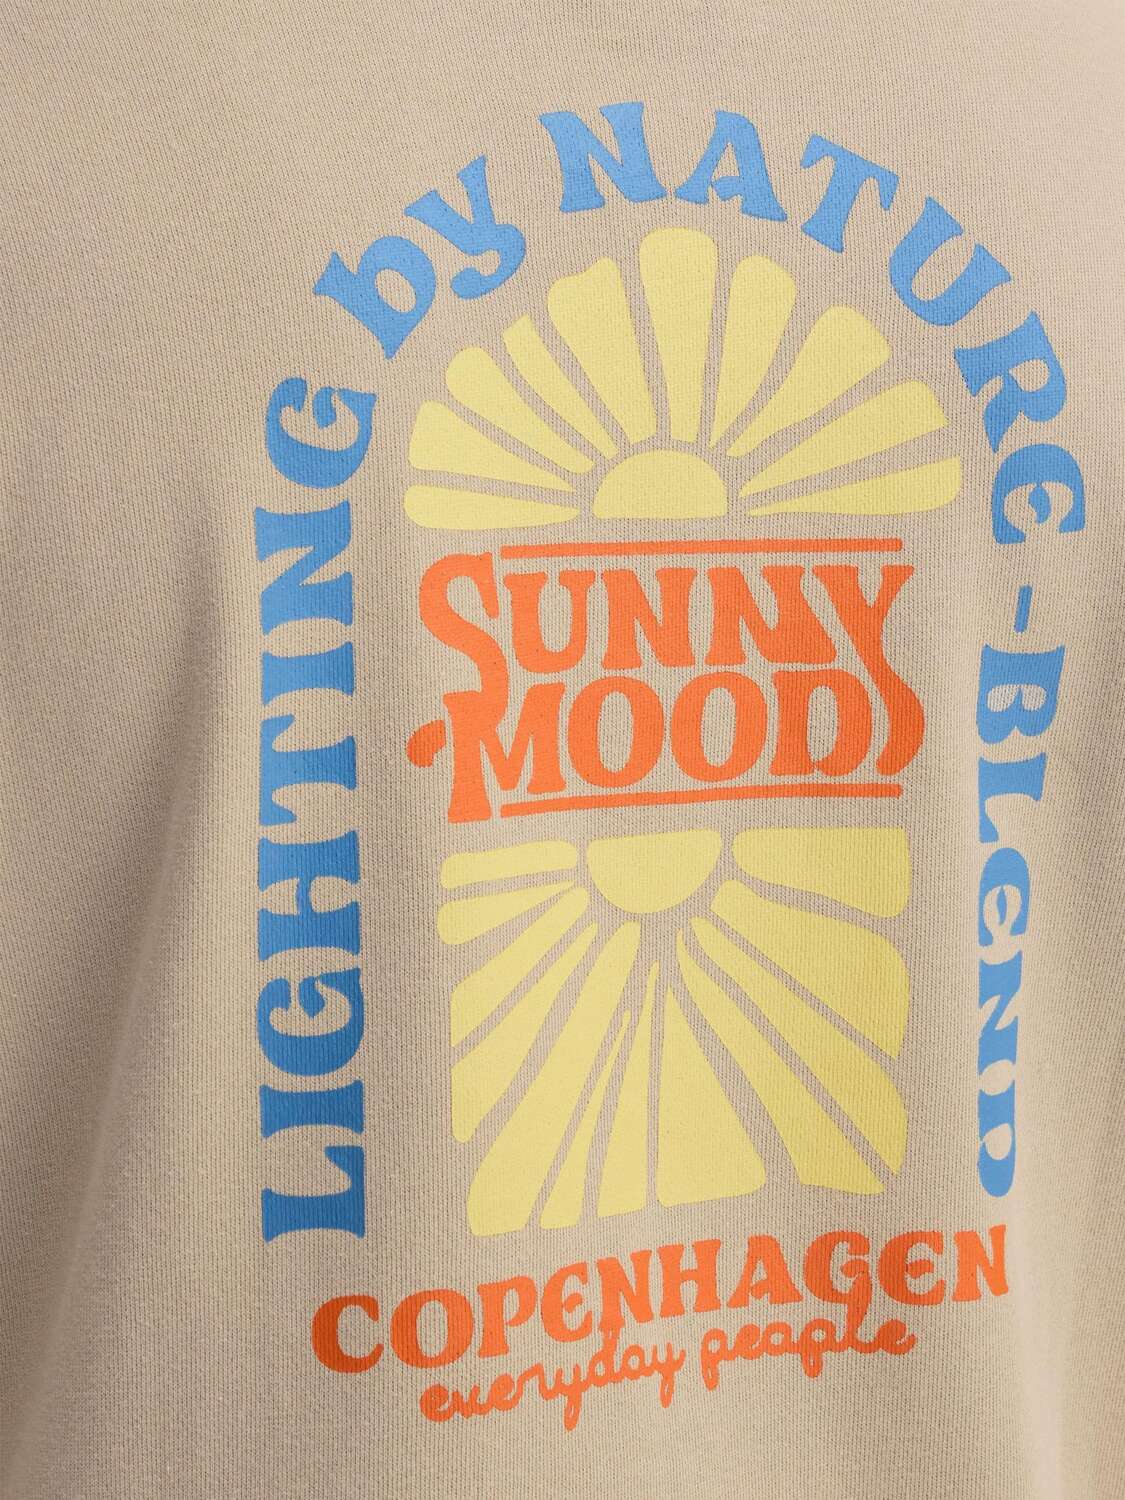 LIGHTING by NATURE-BLEND
SUNNY
MOOD
COPENHAGEN
everyday people